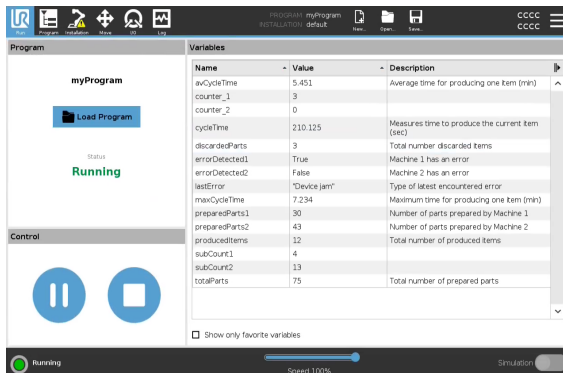 UR
Run
Program
Installation
Move
I/O
Log
PROGRAM myProgram
INSTALLATION default
New...
Open...
Save...
CCCC
CCCC
Program
myProgram
Load Program
Status
Running
Control
Variables
Name Value Description
avCycleTime 5.451 Average time for producing one item (min)
counter_1 3
counter_2 0
cycleTime 210.125 Measures time to produce the current item
(sec)
discardedParts 3 Total number discarded items
errorDetected1 True Machine 1 has an error
errorDetected2 False Machine 2 has an error
lastError "Device jam" Type of latest encountered error
maxCycleTime 7.234 Maximum time for producing one item (min)
preparedParts1 30 Number of parts prepared by Machine 1
preparedParts2 43 Number of parts prepared by Machine 2
producedItems 12 Total number of produced items
subCount1 4
subCount2 13
totalParts 75 Total number of prepared parts
Show only favorite variables
Running
Speed 100%
Simulation